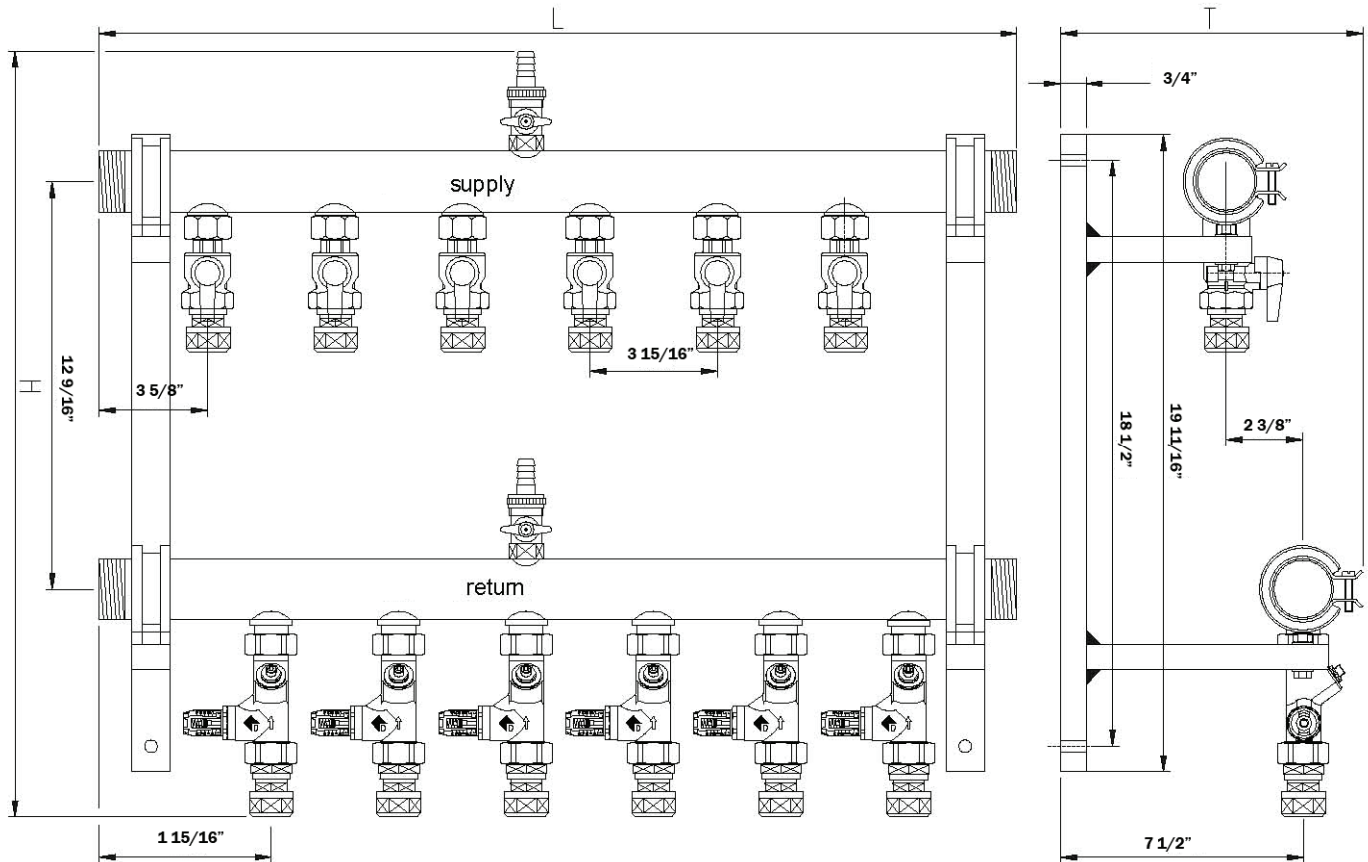 L
T
3/4”
supply
H
12 9/16”
3 5/8”
3 15/16”
18 1/2”
19 11/16”
2 3/8”
return
D
D
D
D
D
D
1 15/16”
7 1/2”